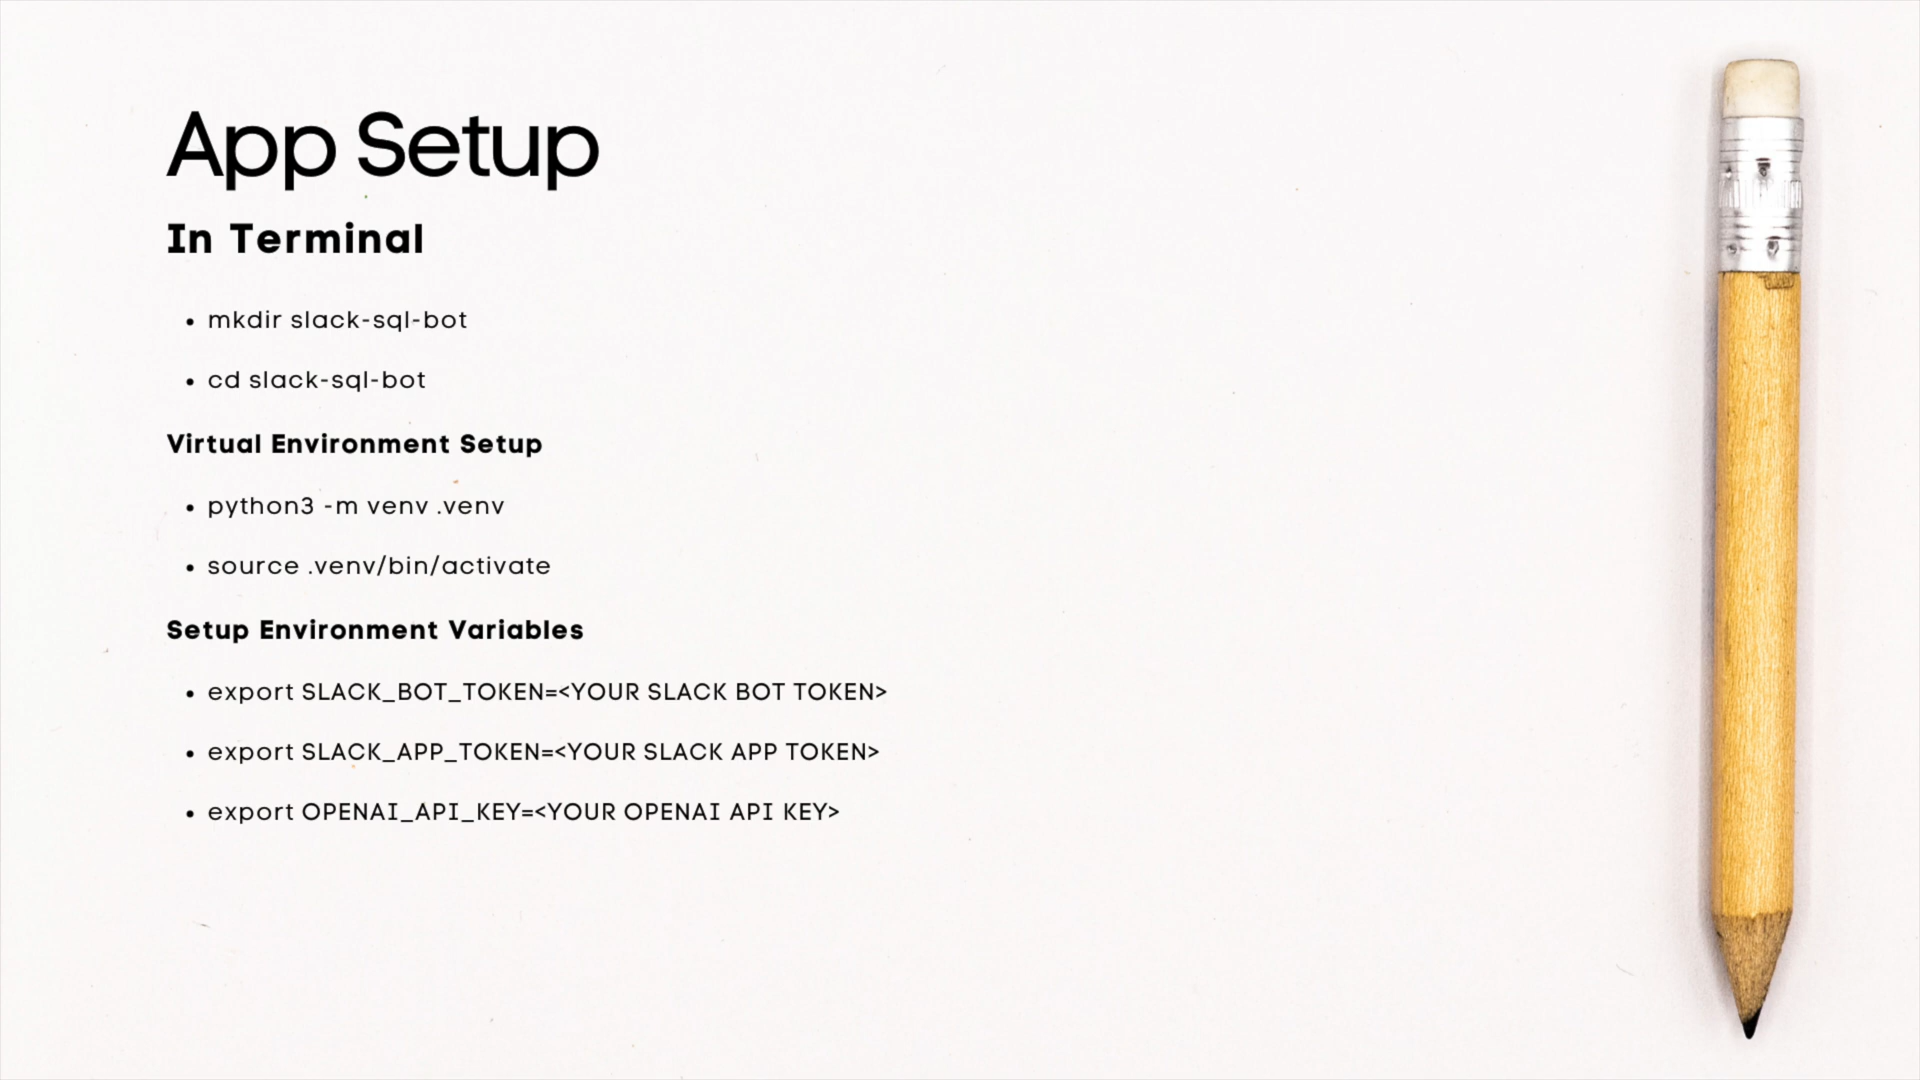 App Setup
In Terminal
• mkdir slack-sql-bot
• cd slack-sql-bot
Virtual Environment Setup
• python3 -m venv .venv
• source .venv/bin/activate
Setup Environment Variables
• export SLACK_BOT_TOKEN=<YOUR SLACK BOT TOKEN>
• export SLACK_APP_TOKEN=<YOUR SLACK APP TOKEN>
• export OPENAI_API_KEY=<YOUR OPENAI API KEY>